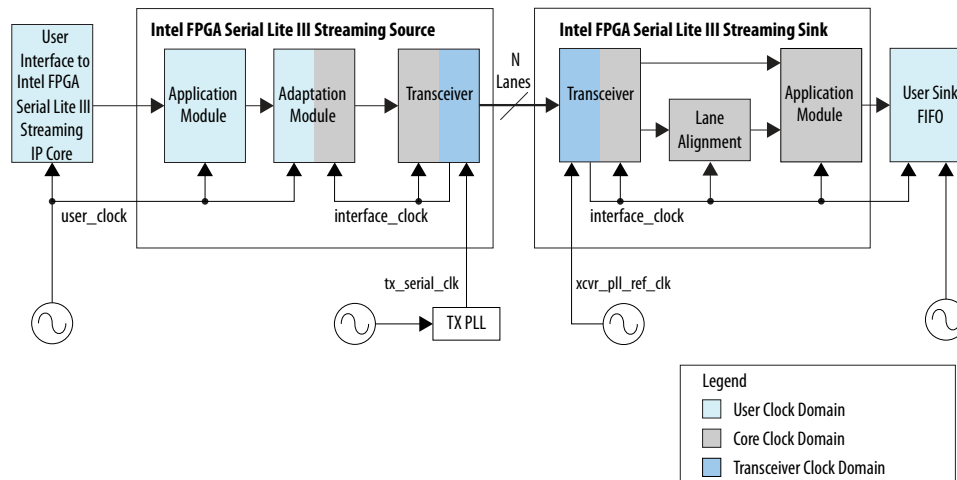 Intel FPGA Serial Lite III Streaming Source
Intel FPGA Serial Lite III Streaming Sink
User
Interface to
Intel FPGA
Serial Lite III
Streaming
IP Core
Application
Module
Adaptation
Module
Transceiver
N
Lanes
Transceiver
Lane
Alignment
Application
Module
User Sink
FIFO
user_clock
interface_clock
interface_clock
tx_serial_clk
xcvr_pll_ref_clk
TX PLL
Legend
User Clock Domain
Core Clock Domain
Transceiver Clock Domain